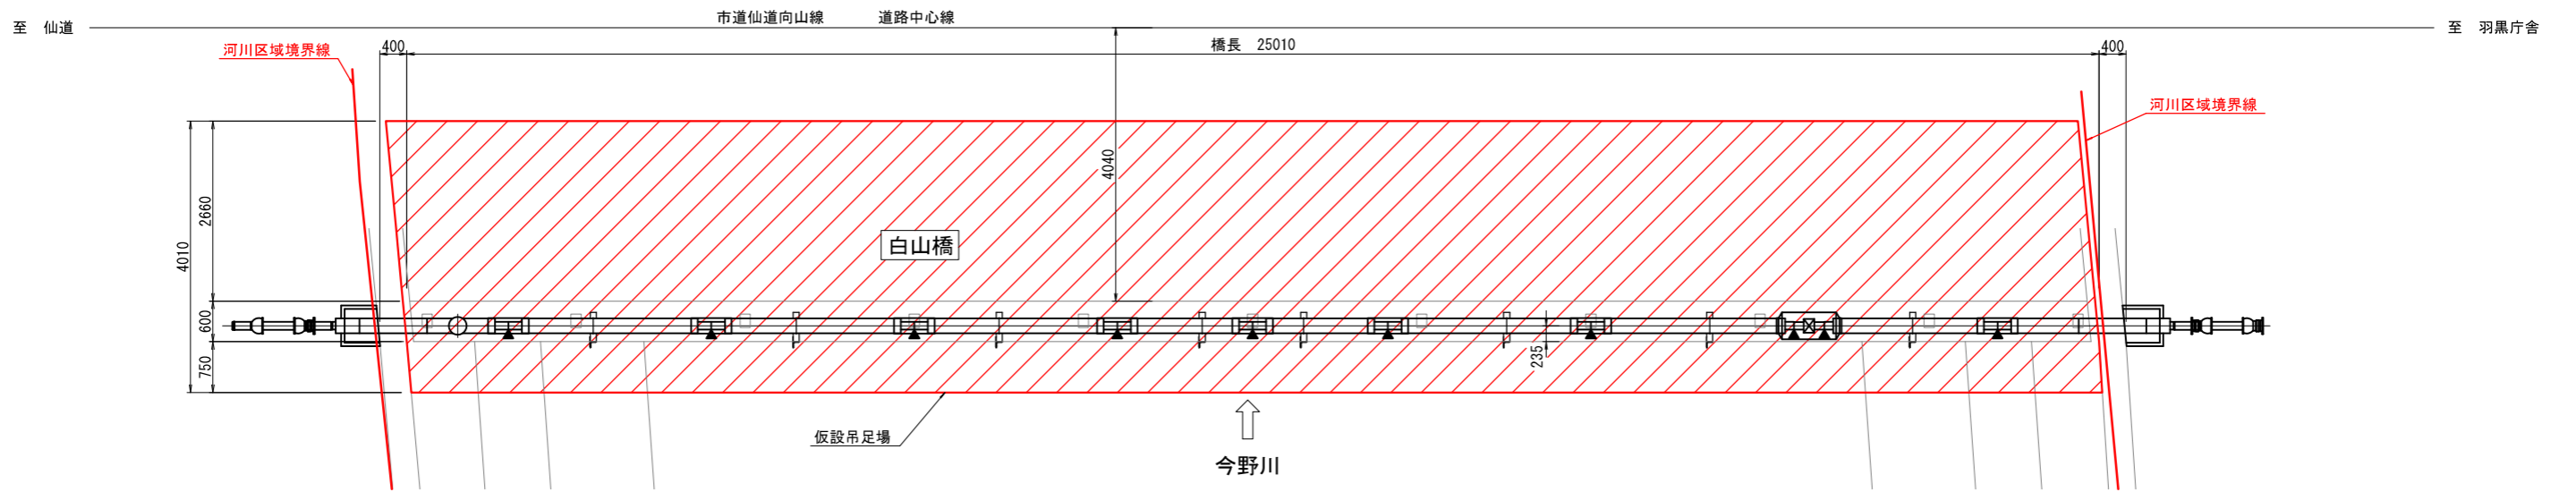 市道仙道向山線　道路中心線
至　仙道
至　羽黒庁舎
河川区域境界線
400
橋長　25010
400
河川区域境界線
4040
2660
4010
白山橋
600
750
235
仮設吊足場
今野川